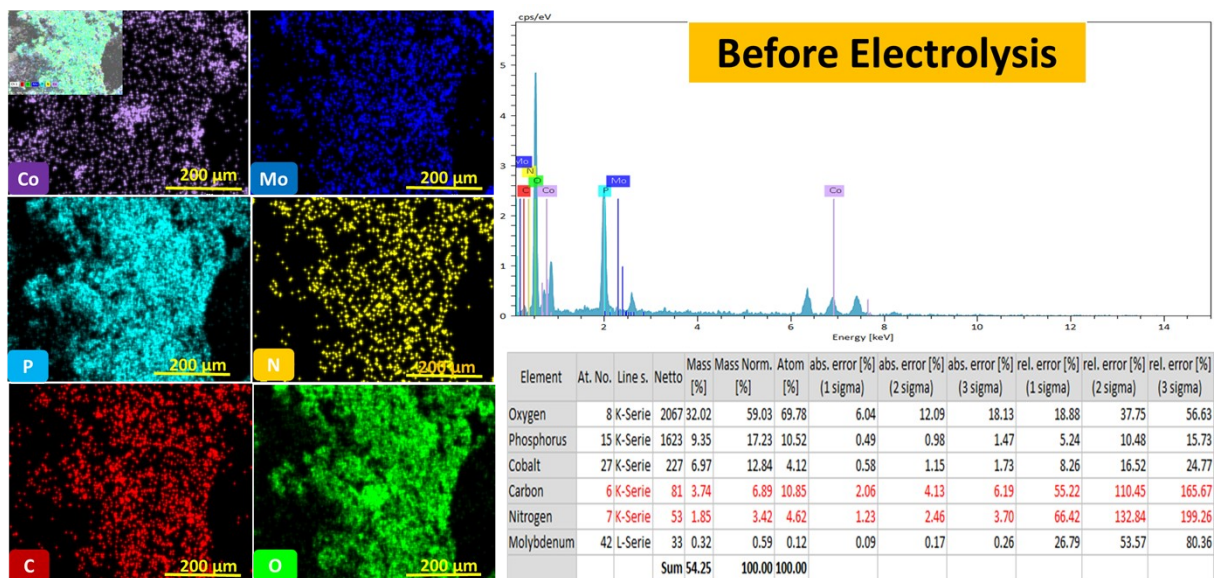 Co
200 μm
Mo
200 μm
P
200 μm
N
200 μm
C
200 μm
O
200 μm
Before Electrolysis
cps/eV
5
4
3
2
1
0
Mo
N
C
O
Co
P
Mo
Co
2
4
6
8
10
12
14
Energy [keV]
Element At. No. Line s. Netto Mass [%] Mass Norm. [%] Atom [%] abs. error [%] (1 sigma) abs. error [%] (2 sigma) abs. error [%] (3 sigma) rel. error [%] (1 sigma) rel. error [%] (2 sigma) rel. error [%] (3 sigma)
Oxygen 8 K-Serie 2067 32.02 59.03 69.78 6.04 12.09 18.13 18.88 37.75 56.63
Phosphorus 15 K-Serie 1623 9.35 17.23 10.52 0.49 0.98 1.47 5.24 10.48 15.73
Cobalt 27 K-Serie 227 6.97 12.84 4.12 0.58 1.15 1.73 8.26 16.52 24.77
Carbon 6 K-Serie 81 3.74 6.89 10.85 2.06 4.13 6.19 55.22 110.45 165.67
Nitrogen 7 K-Serie 53 1.85 3.42 4.62 1.23 2.46 3.70 66.42 132.84 199.26
Molybdenum 42 L-Serie 33 0.32 0.59 0.12 0.09 0.17 0.26 26.79 53.57 80.36
Sum 54.25 100.00 100.00